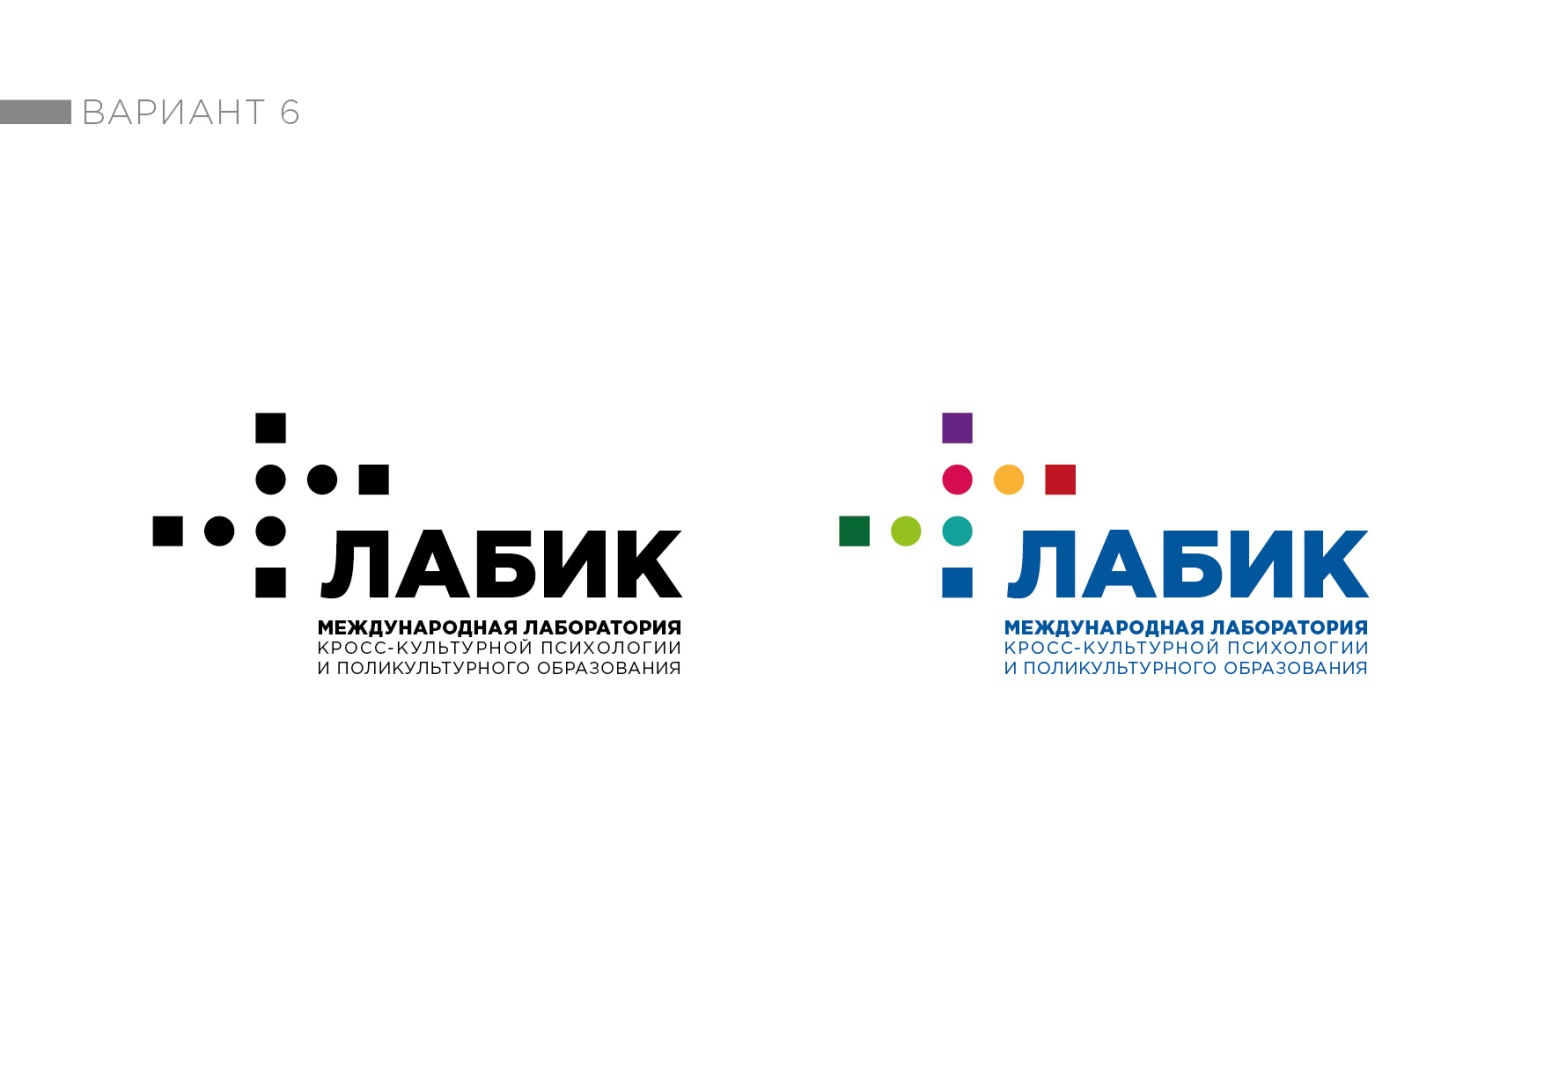 ВАРИАНТ 6
ЛАБИК
МЕЖДУНАРОДНАЯ ЛАБОРАТОРИЯ
КРОСС-КУЛЬТУРНОЙ ПСИХОЛОГИИ
И ПОЛИКУЛЬТУРНОГО ОБРАЗОВАНИЯ
ЛАБИК
МЕЖДУНАРОДНАЯ ЛАБОРАТОРИЯ
КРОСС-КУЛЬТУРНОЙ ПСИХОЛОГИИ
И ПОЛИКУЛЬТУРНОГО ОБРАЗОВАНИЯ